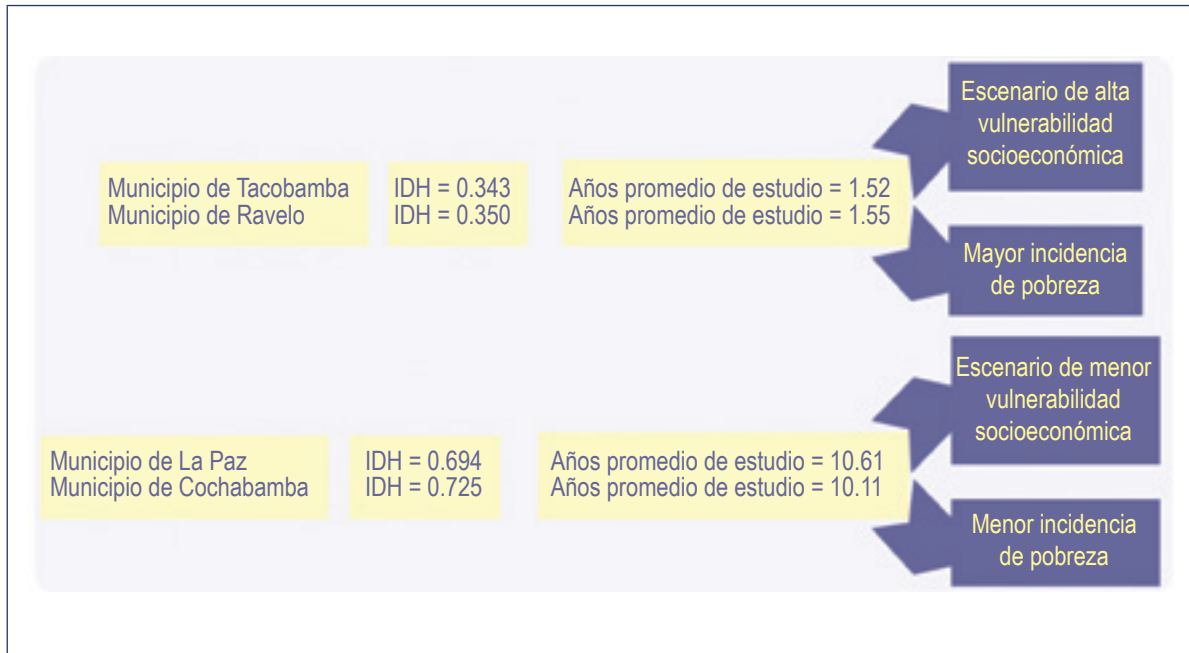 Escenario de alta
vulnerabilidad
socioeconómica
Municipio de Tacobamba IDH = 0.343 Años promedio de estudio = 1.52
Municipio de Ravelo IDH = 0.350 Años promedio de estudio = 1.55
Mayor incidencia
de pobreza
Escenario de menor
vulnerabilidad
socioeconómica
Municipio de La Paz IDH = 0.694 Años promedio de estudio = 10.61
Municipio de Cochabamba IDH = 0.725 Años promedio de estudio = 10.11
Menor incidencia
de pobreza